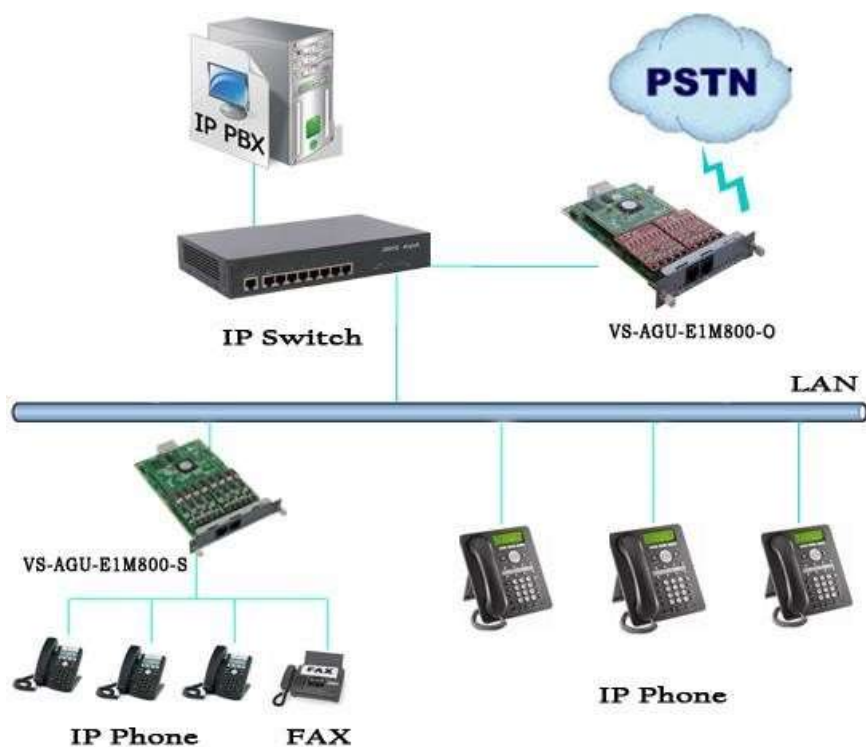 IP PBX
PSTN
IP Switch
VS-AGU-E1M800-O
LAN
VS-AGU-E1M800-S
FAX
IP Phone
FAX
IP Phone